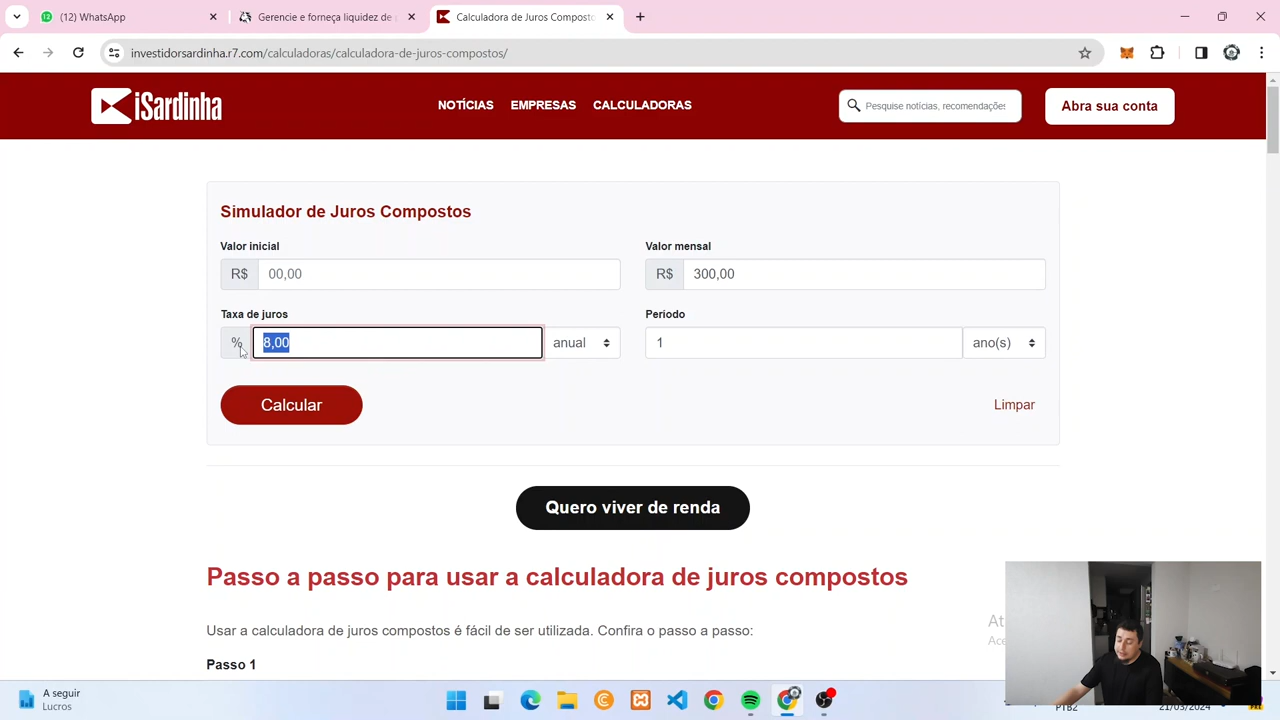 (17) WhatsApp
Gerencie e forneça liquidez de
Calculadora de Juros Composto
investidorsardinha.r7.com/calculadoras/calculadora-de-juros-compostos/
iSardinha
NOTÍCIAS EMPRESAS CALCULADORAS
Pesquise notícias, recomendações
Abra sua conta
Simulador de Juros Compostos
Valor inicial
Valor mensal
R$ 00,00
R$ 300,00
Taxa de juros
Período
% 8,00 anual
1 ano(s)
Calcular
Limpar
Quero viver de renda
Passo a passo para usar a calculadora de juros compostos
Usar a calculadora de juros compostos é fácil de ser utilizada. Confira o passo a passo:
Passo 1
A seguir
Lucros
PTB2
21/03/2024